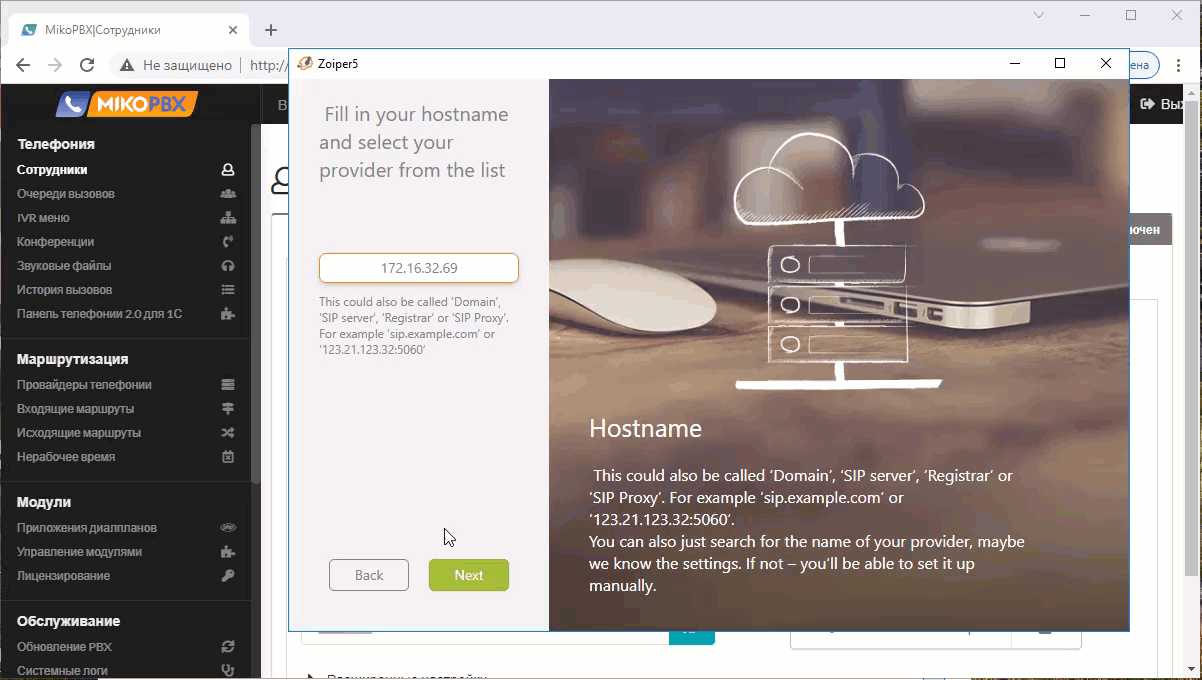 MikoPBX|Сотрудники
Не защищено
http://
ена
Zoiper5
MIKOPBX
Вых
Телефония
Сотрудники
Очереди вызовов
IVR меню
Конференции
Звуковые файлы
История вызовов
Панель телефонии 2.0 для 1С
Маршрутизация
Провайдеры телефонии
Входящие маршруты
Исходящие маршруты
Нерабочее время
Модули
Приложения диалпланов
Управление модулями
Лицензирование
Обслуживание
Обновление PBX
Системные логи
Fill in your hostname
and select your
provider from the list
172.16.32.69
This could also be called ‘Domain’,
‘SIP server’, ‘Registrar’ or ‘SIP Proxy’.
For example ‘sip.example.com’ or
‘123.21.123.32:5060’
Back
Next
Hostname
This could also be called ‘Domain’, ‘SIP server’, ‘Registrar’ or
‘SIP Proxy’. For example ‘sip.example.com’ or
‘123.21.123.32:5060’.
You can also just search for the name of your provider, maybe
we know the settings. If not – you’ll be able to set it up
manually.
ючен